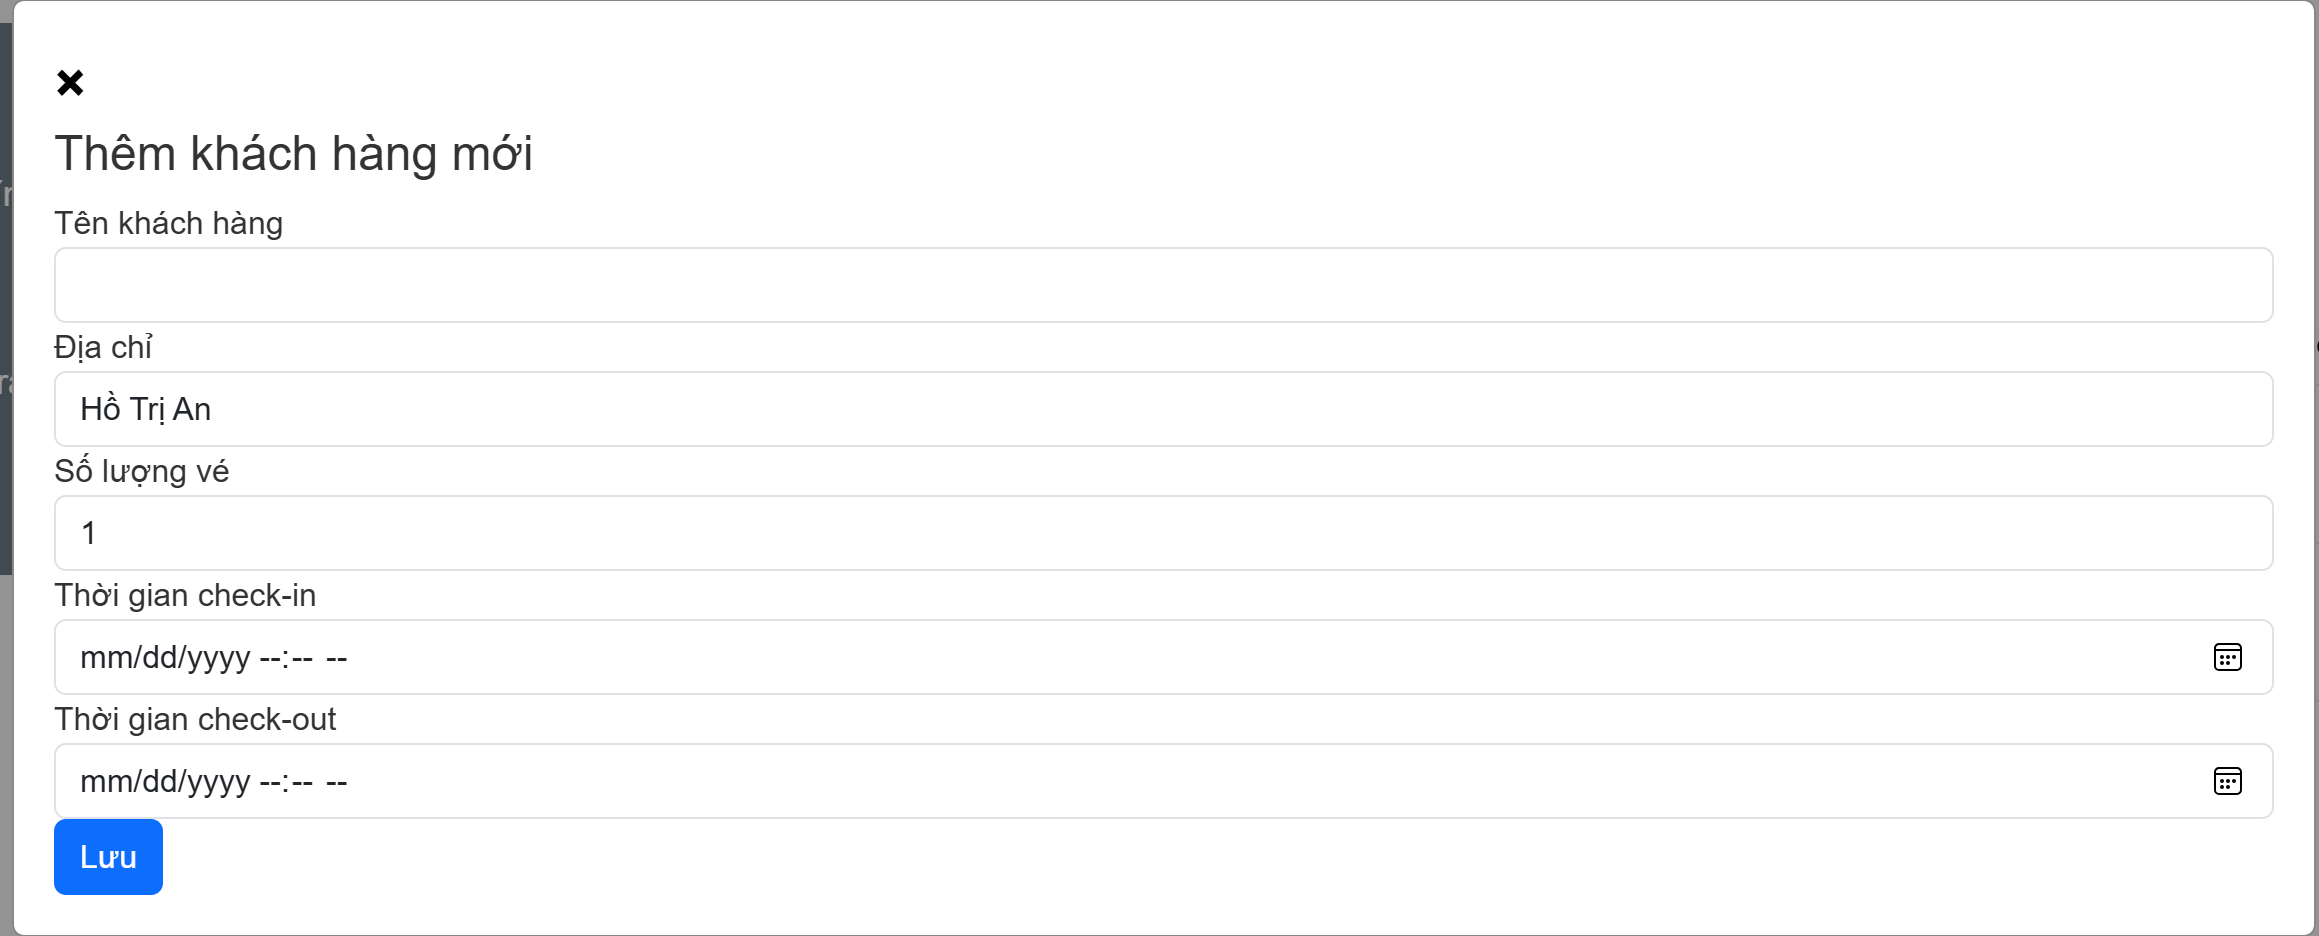 Thêm khách hàng mới
Tên khách hàng
Địa chỉ
Hồ Trị An
Số lượng vé
1
Thời gian check-in
mm/dd/yyyy --:-- --
Thời gian check-out
mm/dd/yyyy --:-- --
Lưu